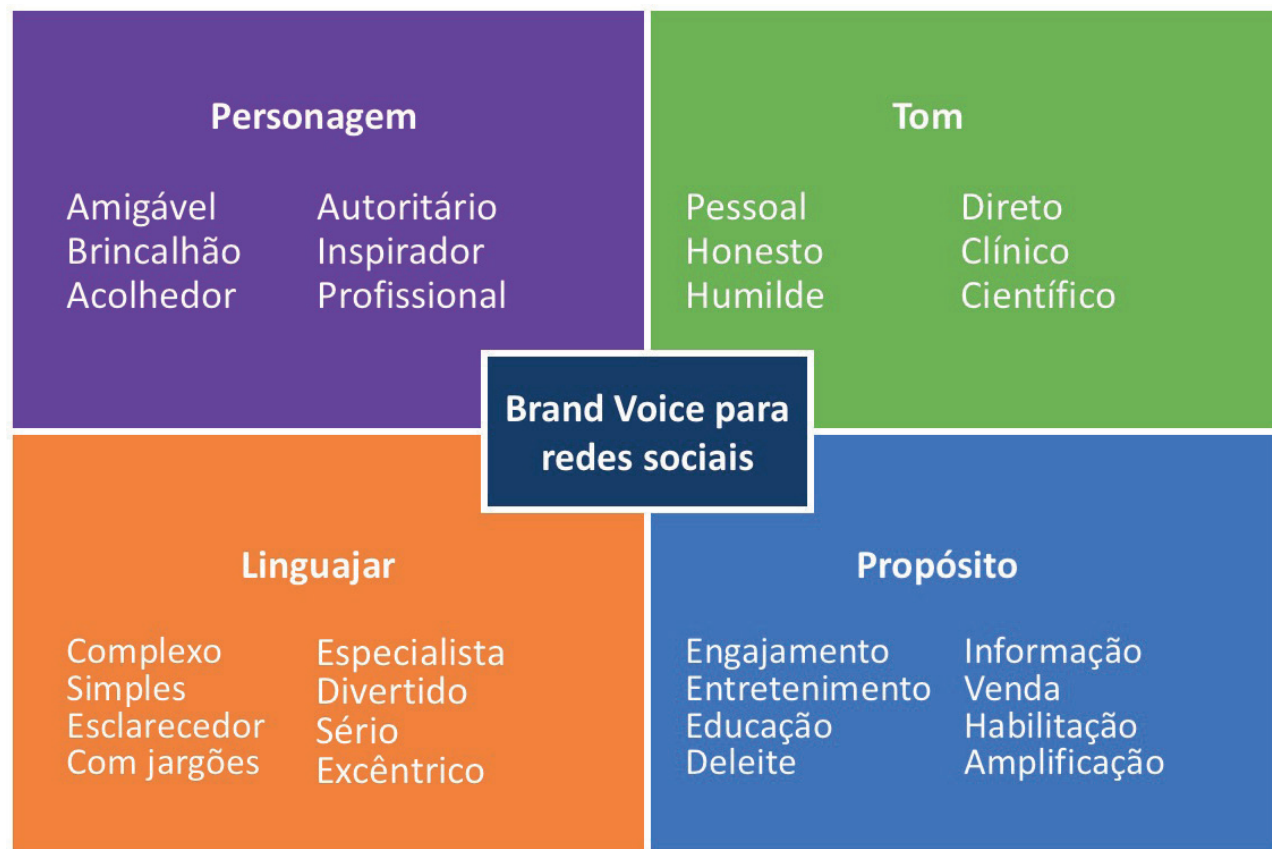 Personagem
Amigável
Brincalhão
Acolhedor
Autoritário
Inspirador
Profissional
Tom
Pessoal
Honesto
Humilde
Direto
Clínico
Científico
Brand Voice para
redes sociais
Linguajar
Complexo
Simples
Esclarecedor
Com jargões
Especialista
Divertido
Sério
Excêntrico
Propósito
Engajamento
Entretenimento
Educação
Deleite
Informação
Venda
Habilitação
Amplificação